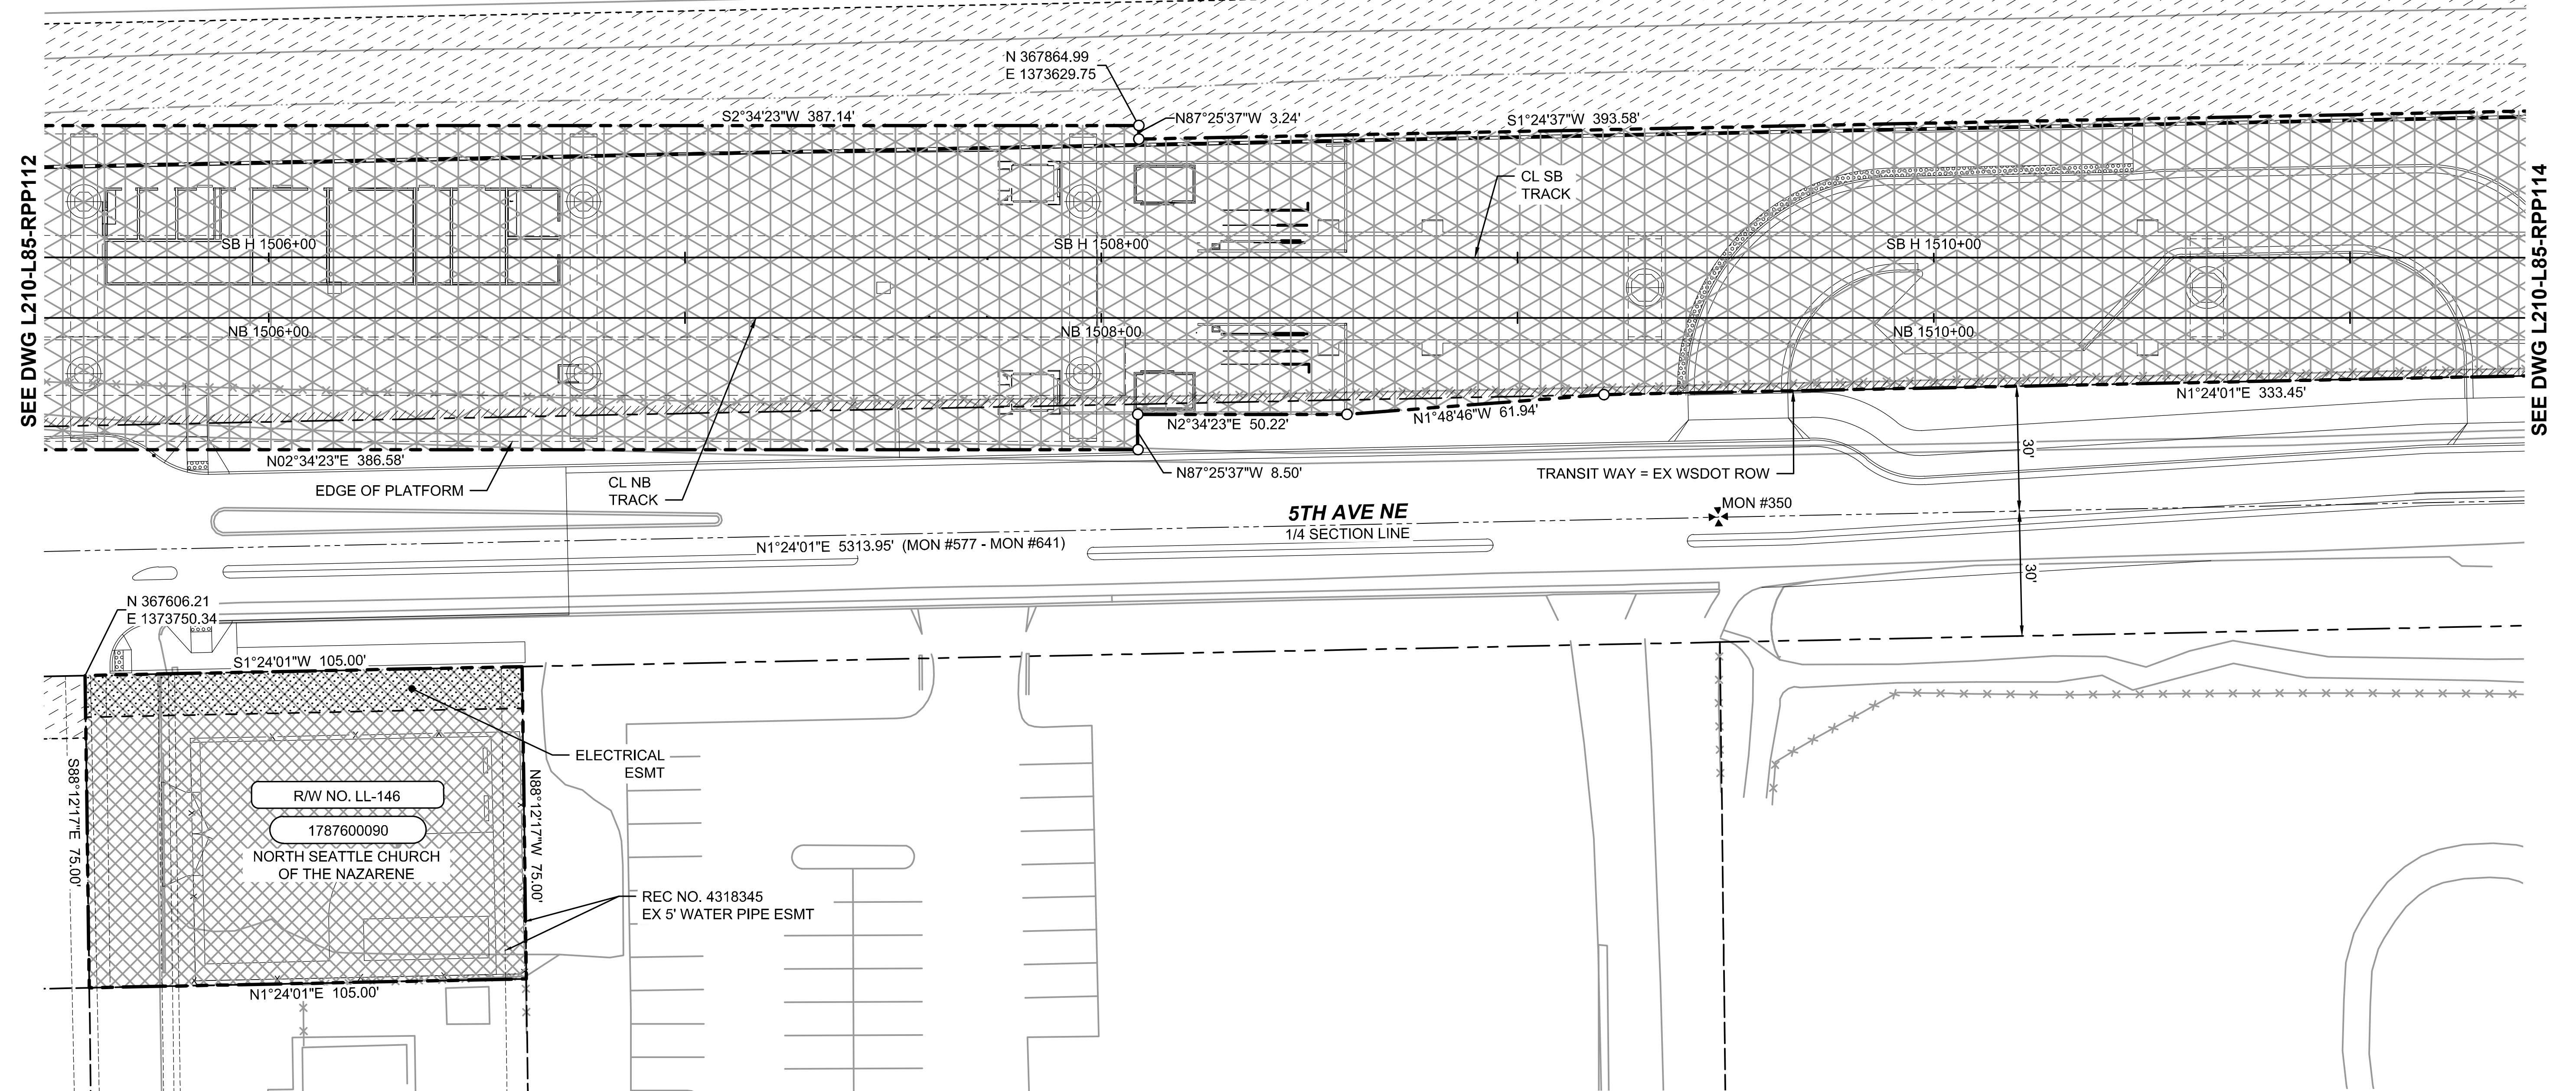 N 367864.99
E 1373629.75
S2°34'23"W 387.14'
N87°25'37"W 3.24'
S1°24'37"W 393.58'
SEE DWG L210-L85-RPP112
SEE DWG L210-L85-RPP114
CL SB
TRACK
SB H 1506+00
SB H 1508+00
SB H 1510+00
NB 1506+00
NB 1508+00
NB 1510+00
N2°34'23"E 50.22'
N1°48'46"W 61.94'
N1°24'01"E 333.45'
N02°34'23"E 386.58'
N87°25'37"W 8.50'
TRANSIT WAY = EX WSDOT ROW
30'
EDGE OF PLATFORM
CL NB
TRACK
5TH AVE NE
1/4 SECTION LINE
MON #350
N1°24'01"E 5313.95' (MON #577 - MON #641)
30'
N 367606.21
E 1373750.34
S1°24'01"W 105.00'
ELECTRICAL
ESMT
S88°12'17"E 75.00'
N88°12'17"W 75.00'
R/W NO. LL-146
1787600090
NORTH SEATTLE CHURCH
OF THE NAZARENE
REC NO. 4318345
EX 5' WATER PIPE ESMT
N1°24'01"E 105.00'